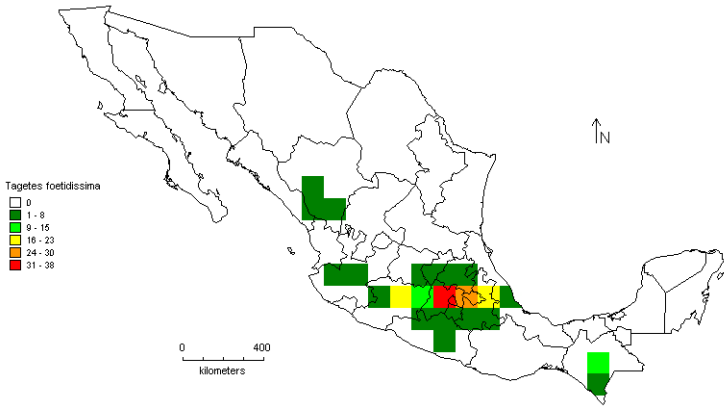 N
Tagetes foetidissima
0
1 - 8
9 - 15
16 - 23
24 - 30
31 - 38
0 400
kilometers